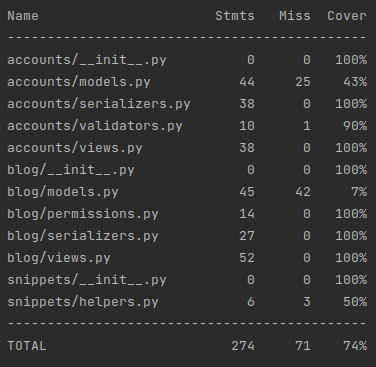 Name Stmts Miss Cover
---------------------------------------------
accounts/__init__.py 0 0 100%
accounts/models.py 44 25 43%
accounts/serializers.py 38 0 100%
accounts/validators.py 10 1 90%
accounts/views.py 38 0 100%
blog/__init__.py 0 0 100%
blog/models.py 45 42 7%
blog/permissions.py 14 0 100%
blog/serializers.py 27 0 100%
blog/views.py 52 0 100%
snippets/__init__.py 0 0 100%
snippets/helpers.py 6 3 50%
---------------------------------------------
TOTAL 274 71 74%